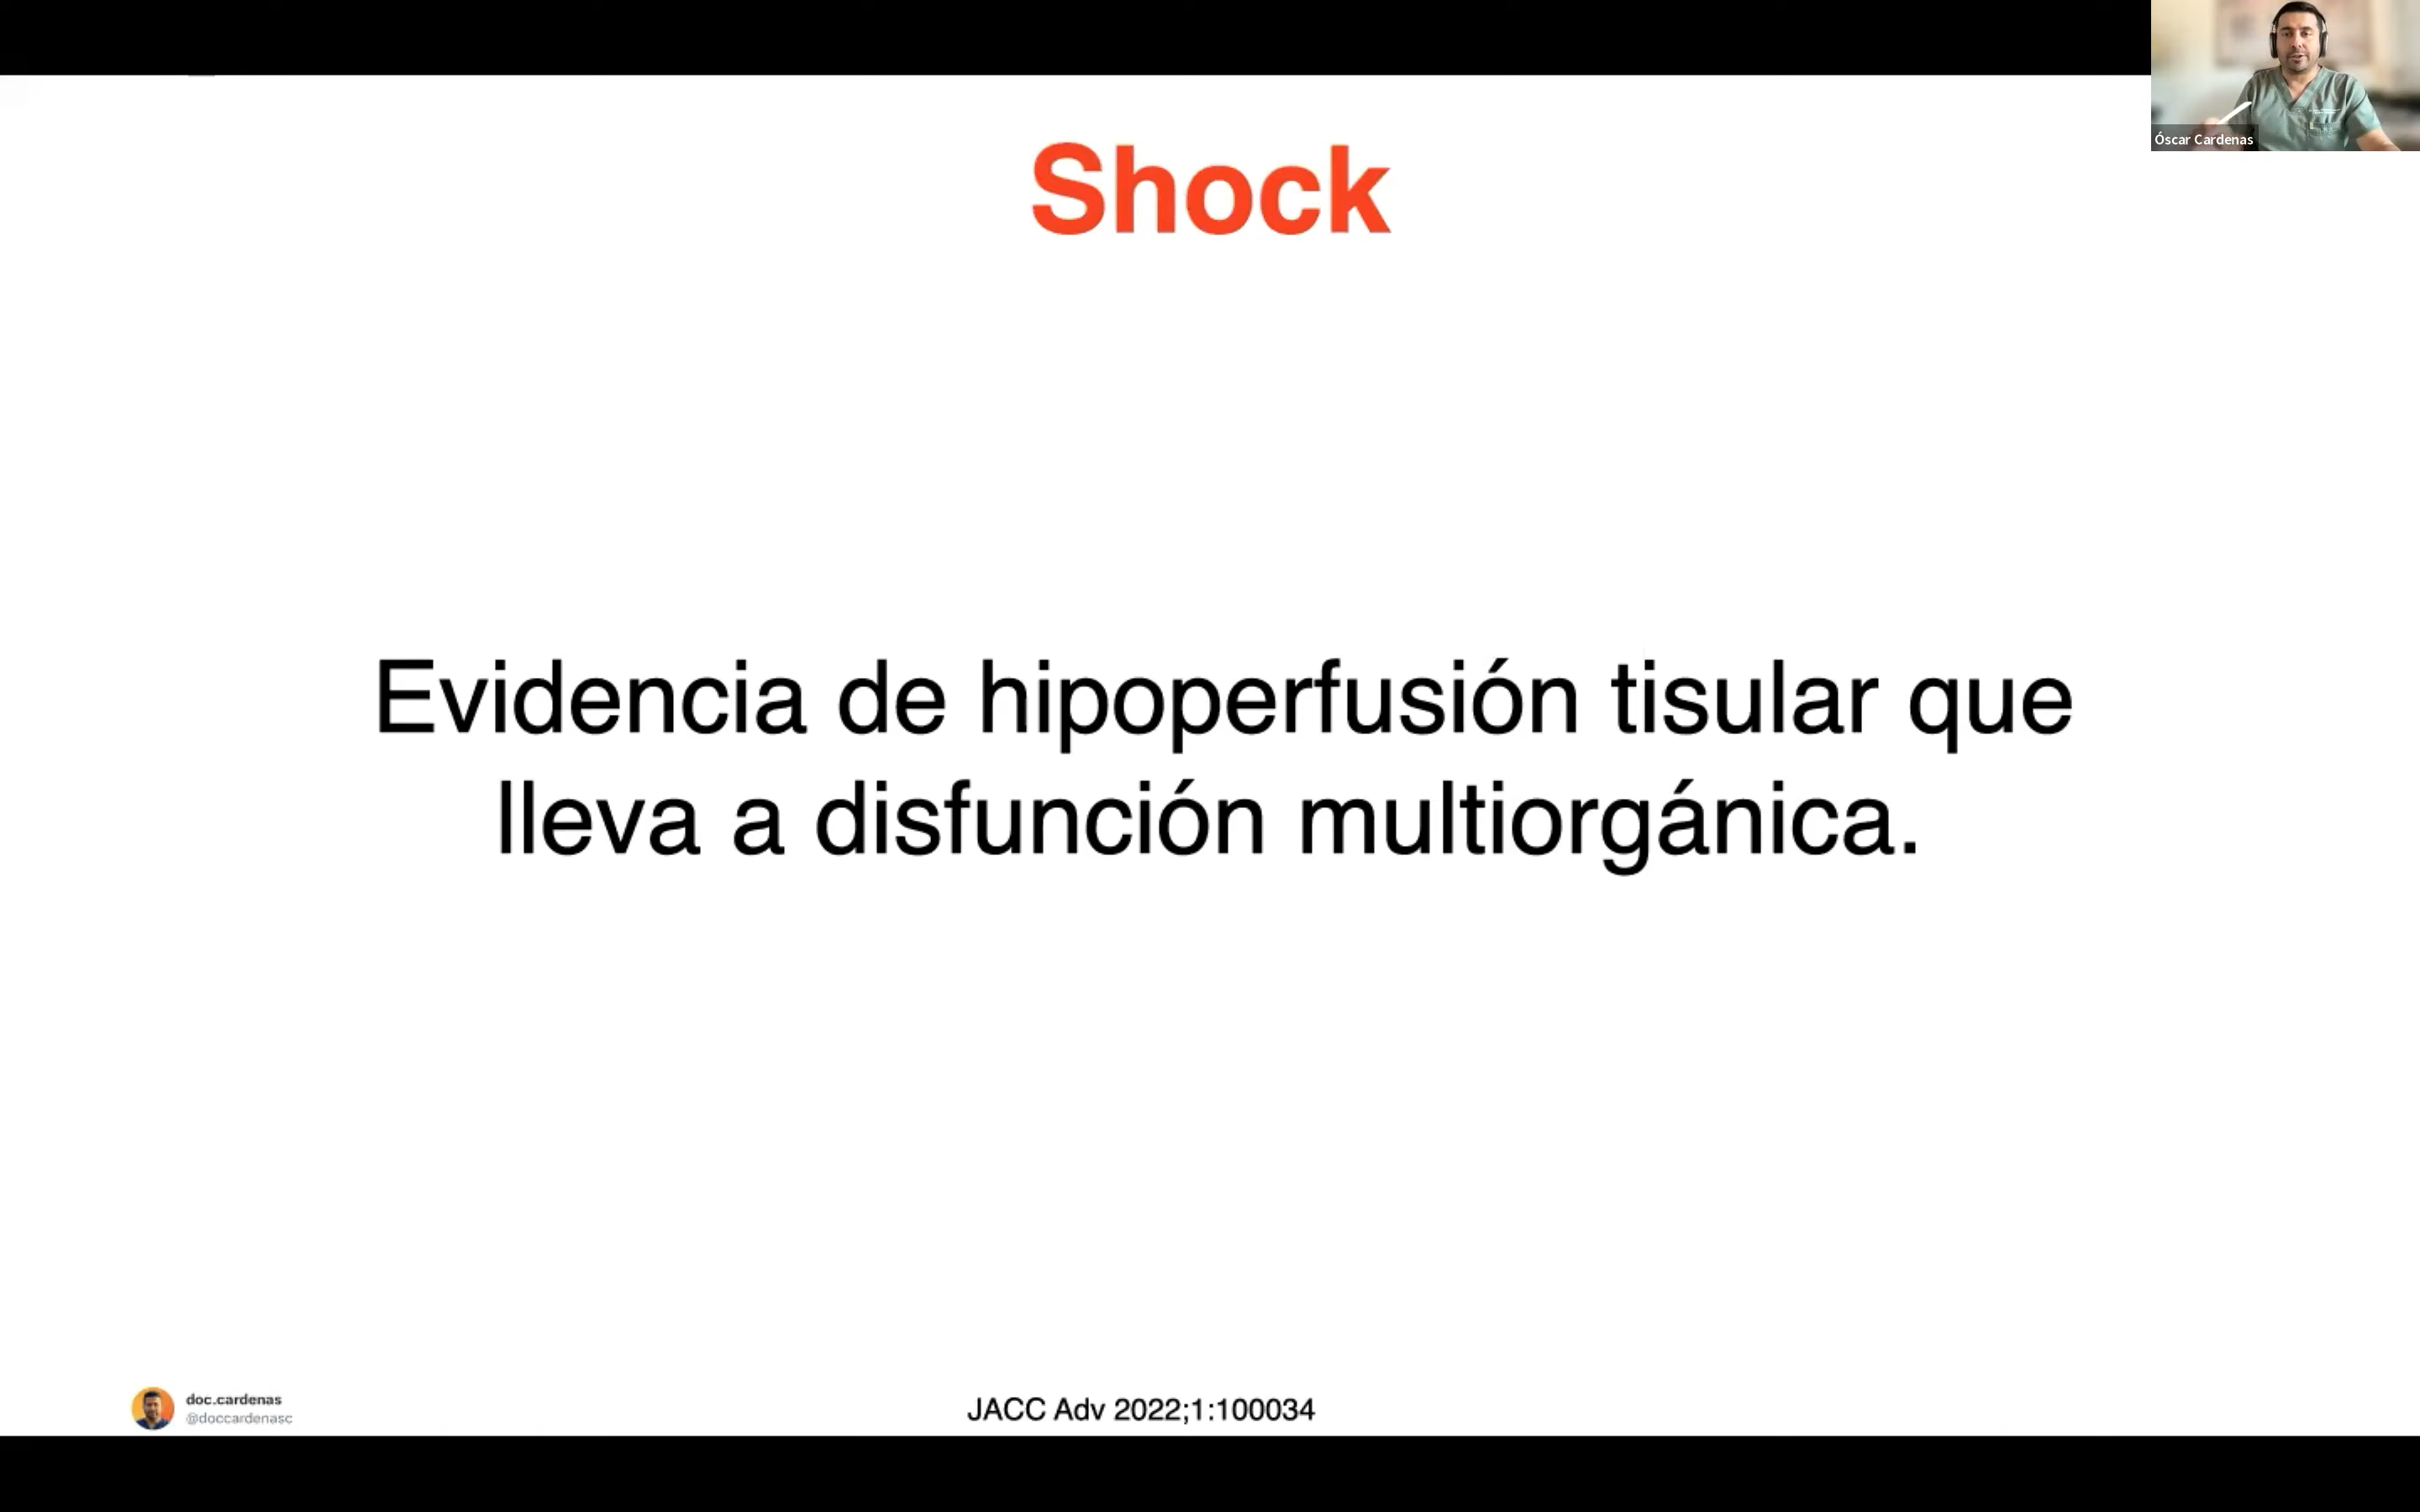 Óscar Cardenas
Shock
Evidencia de hipoperfusión tisular que
lleva a disfunción multiorgánica.
doc.cardenas
@doccardenasc
JACC Adv 2022;1:100034